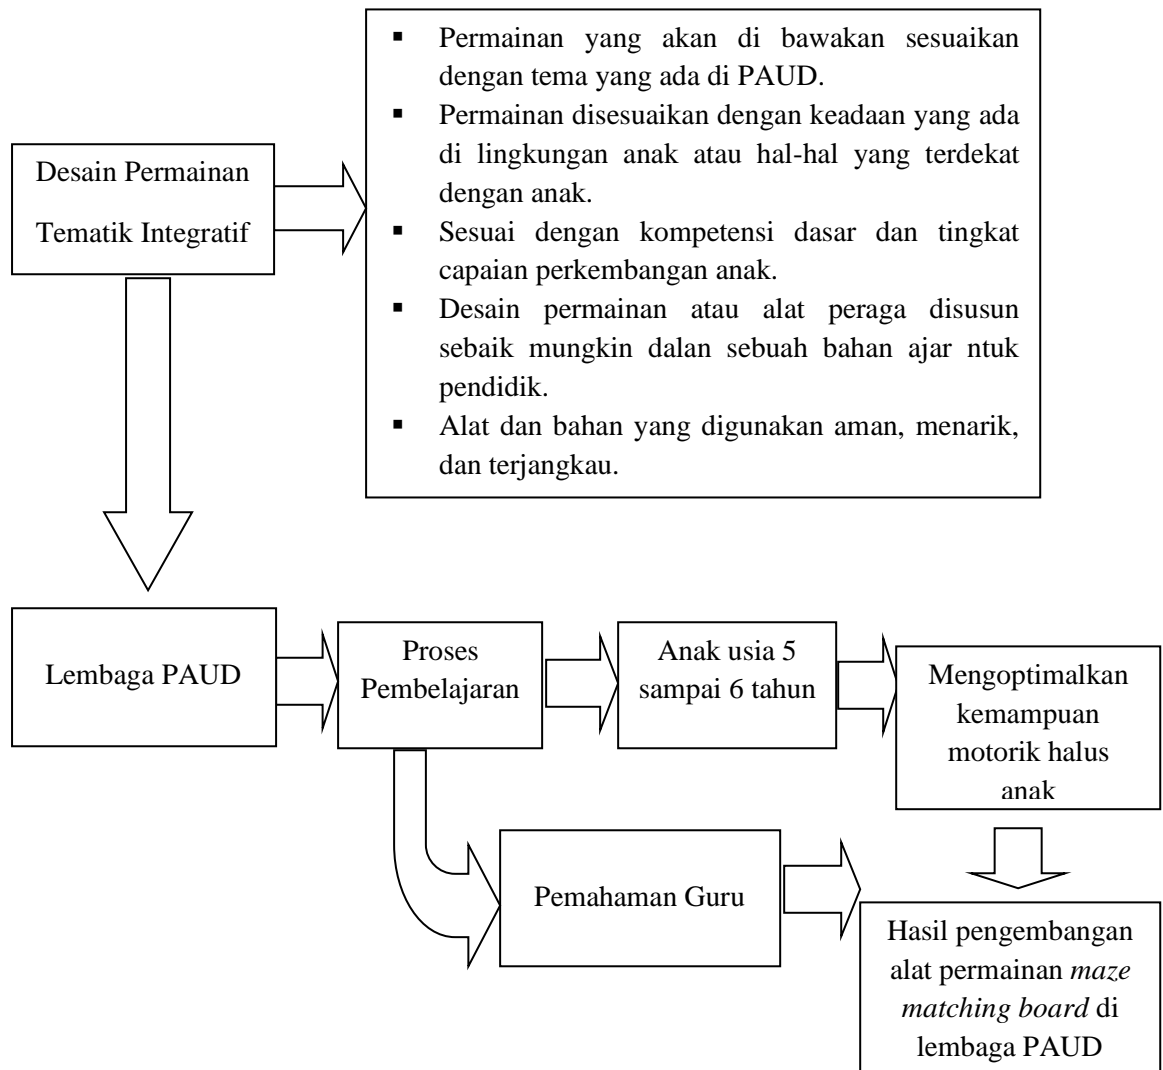 ▪ Permainan yang akan di bawakan sesuaikan
dengan tema yang ada di PAUD.
▪ Permainan disesuaikan dengan keadaan yang ada
di lingkungan anak atau hal-hal yang terdekat
dengan anak.
▪ Sesuai dengan kompetensi dasar dan tingkat
capaian perkembangan anak.
▪ Desain permainan atau alat peraga disusun
sebaik mungkin dalan sebuah bahan ajar ntuk
pendidik.
▪ Alat dan bahan yang digunakan aman, menarik,
dan terjangkau.
Desain Permainan
Tematik Integratif
Lembaga PAUD
Proses
Pembelajaran
Anak usia 5
sampai 6 tahun
Mengoptimalkan
kemampuan
motorik halus
anak
Pemahaman Guru
Hasil pengembangan
alat permainan maze
matching board di
lembaga PAUD